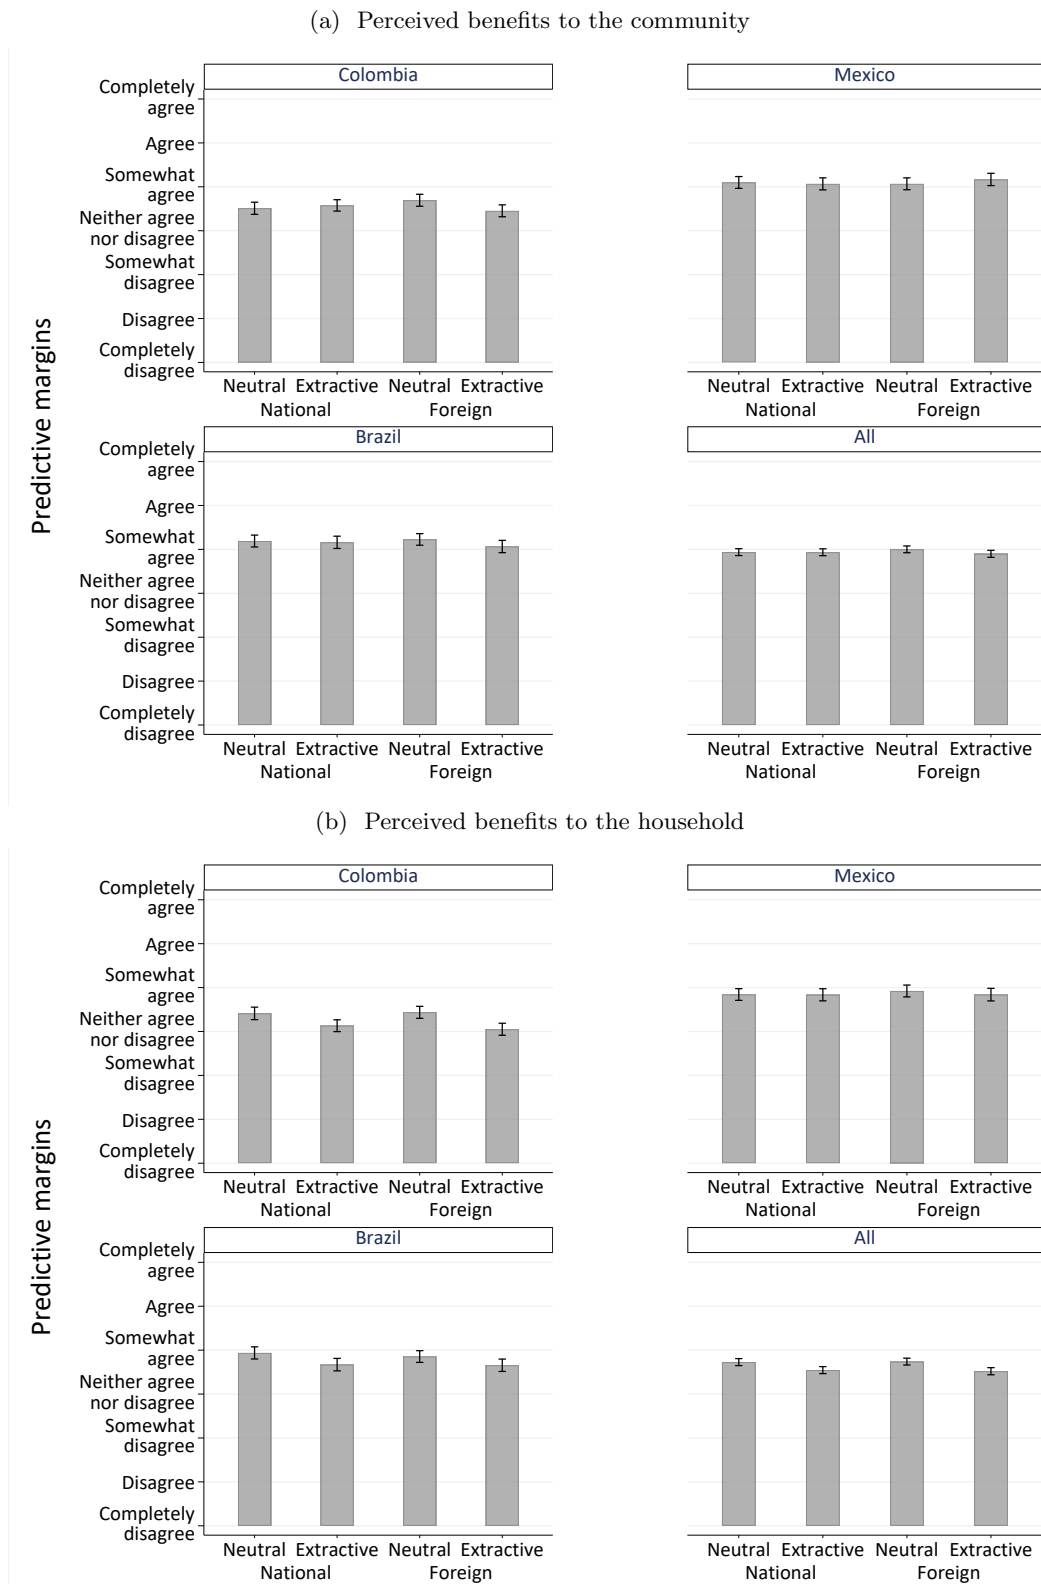 (a) Perceived benefits to the community
Colombia
Mexico
Completely
agree
Agree
Somewhat
agree
Neither agree
nor disagree
Somewhat
disagree
Disagree
Completely
disagree
Neutral Extractive Neutral Extractive
National Foreign
Neutral Extractive Neutral Extractive
National Foreign
Predictive margins
Brazil
All
Completely
agree
Agree
Somewhat
agree
Neither agree
nor disagree
Somewhat
disagree
Disagree
Completely
disagree
Neutral Extractive Neutral Extractive
National Foreign
Neutral Extractive Neutral Extractive
National Foreign
(b) Perceived benefits to the household
Colombia
Mexico
Completely
agree
Agree
Somewhat
agree
Neither agree
nor disagree
Somewhat
disagree
Disagree
Completely
disagree
Neutral Extractive Neutral Extractive
National Foreign
Neutral Extractive Neutral Extractive
National Foreign
Predictive margins
Brazil
All
Completely
agree
Agree
Somewhat
agree
Neither agree
nor disagree
Somewhat
disagree
Disagree
Completely
disagree
Neutral Extractive Neutral Extractive
National Foreign
Neutral Extractive Neutral Extractive
National Foreign